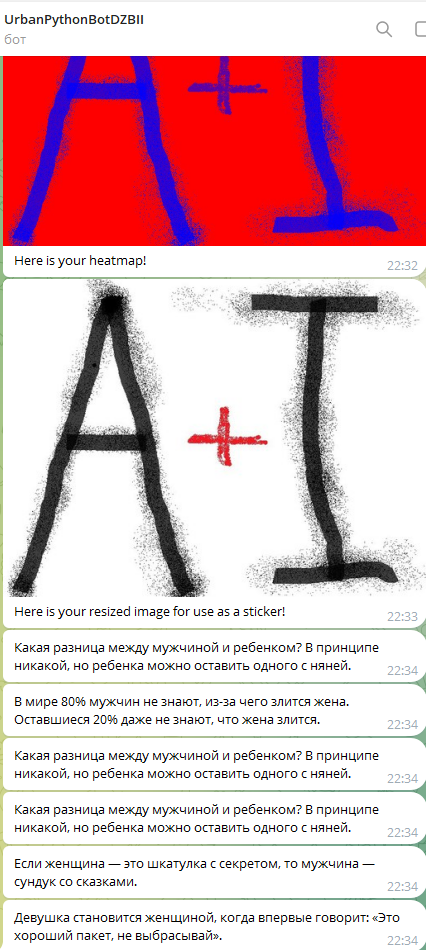 UrbanPythonBotDZBII
бот
A + I
Here is your heatmap!
22:32
A + I
Here is your resized image for use as a sticker!
22:33
Какая разница между мужчиной и ребенком? В принципе
никакой, но ребенка можно оставить одного с няней.
22:34
В мире 80% мужчин не знают, из-за чего злится жена.
Оставшиеся 20% даже не знают, что жена злится.
22:34
Какая разница между мужчиной и ребенком? В принципе
никакой, но ребенка можно оставить одного с няней.
22:34
Какая разница между мужчиной и ребенком? В принципе
никакой, но ребенка можно оставить одного с няней.
22:34
Если женщина — это шкатулка с секретом, то мужчина —
сундук со сказками.
22:34
Девушка становится женщиной, когда впервые говорит: «Это
хороший пакет, не выбрасывай».
22:34